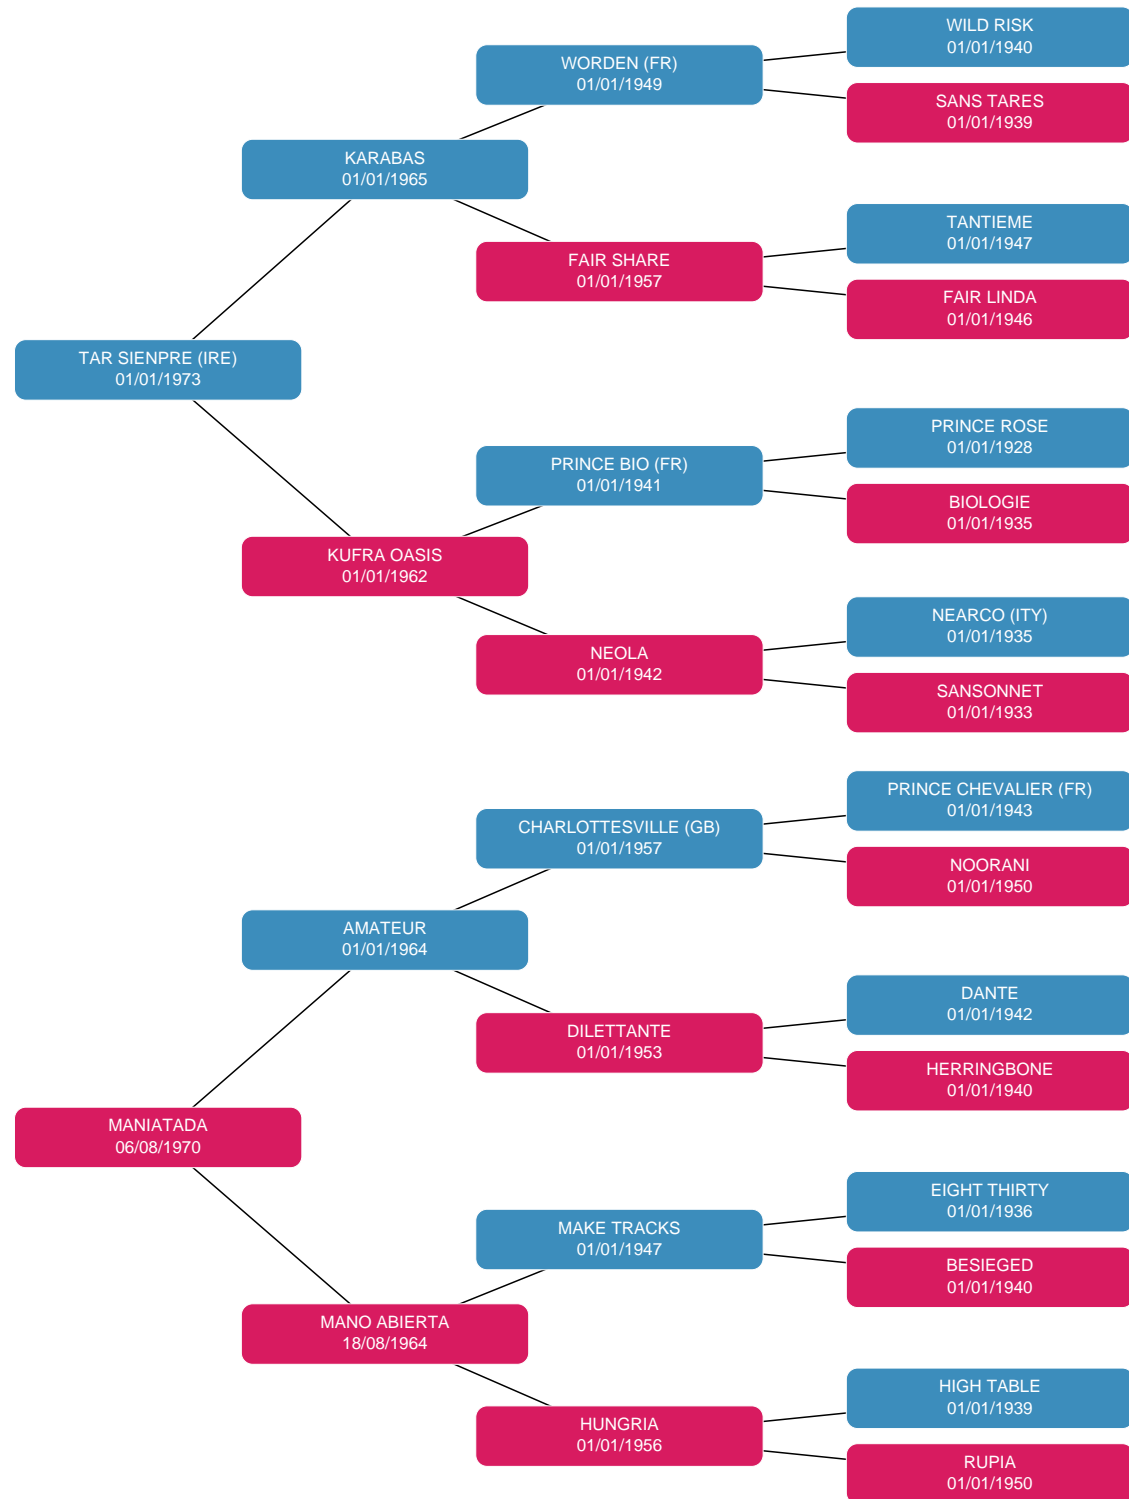 WILD RISK
01/01/1940
WORDEN (FR)
01/01/1949
SANS TARES
01/01/1939
KARABAS
01/01/1965
TANTIEME
01/01/1947
FAIR SHARE
01/01/1957
FAIR LINDA
01/01/1946
TAR SIENPRE (IRE)
01/01/1973
PRINCE ROSE
01/01/1928
PRINCE BIO (FR)
01/01/1941
BIOLOGIE
01/01/1935
KUFRA OASIS
01/01/1962
NEARCO (ITY)
01/01/1935
NEOLA
01/01/1942
SANSONNET
01/01/1933
PRINCE CHEVALIER (FR)
01/01/1943
CHARLOTTESVILLE (GB)
01/01/1957
NOORANI
01/01/1950
AMATEUR
01/01/1964
DANTE
01/01/1942
DILETTANTE
01/01/1953
HERRINGBONE
01/01/1940
MANIATADA
06/08/1970
EIGHT THIRTY
01/01/1936
MAKE TRACKS
01/01/1947
BESIEGED
01/01/1940
MANO ABIERTA
18/08/1964
HIGH TABLE
01/01/1939
HUNGRIA
01/01/1956
RUPIA
01/01/1950